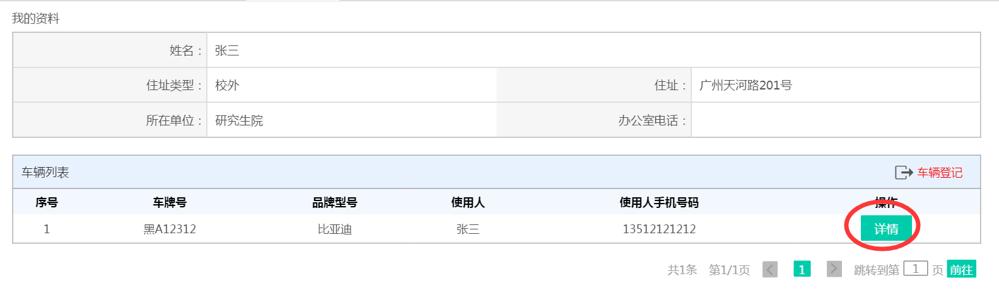 我的资料
姓名： 张三
住址类型： 校外 住址： 广州天河路201号
所在单位： 研究生院 办公室电话：
车辆列表 车辆登记
序号 车牌号 品牌型号 使用人 使用人手机号码 操作
1 黑A12312 比亚迪 张三 13512121212 详情
共1条 第1/1页 < 1 > 跳转到第 1 页 前往